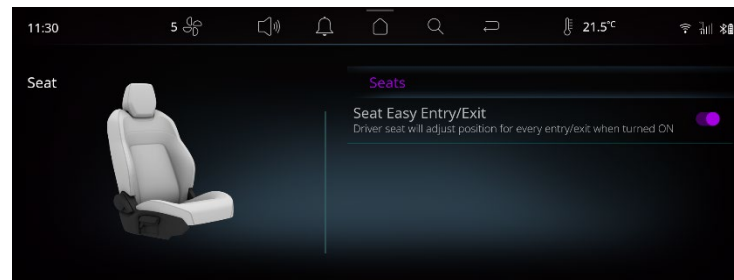 11:30
5
21.5°C
Seat
Seats
Seat Easy Entry/Exit
Driver seat will adjust position for every entry/exit when turned ON